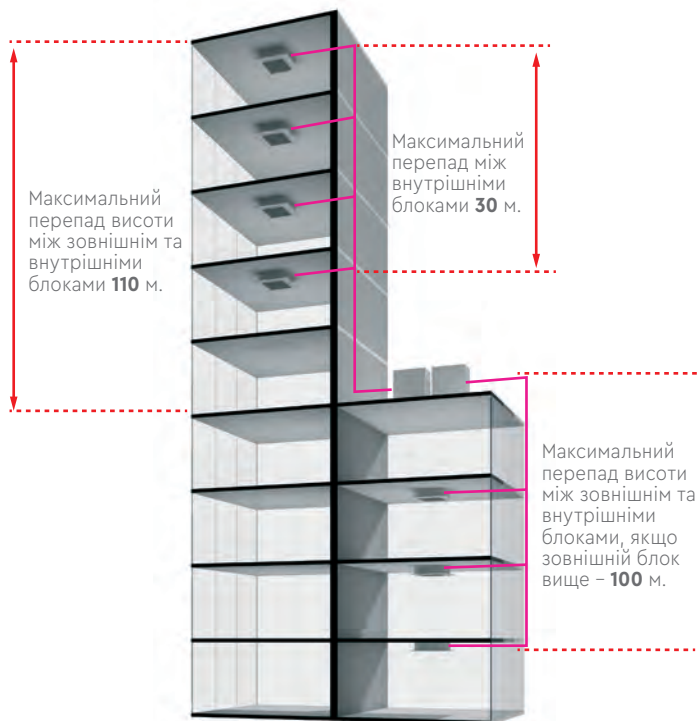 Максимальний
перепад між
внутрішніми
блоками 30 м.
Максимальний
перепад висоти
між зовнішнім та
внутрішніми
блоками 110 м.
Максимальний
перепад висоти
між зовнішнім та
внутрішніми
блоками, якщо
зовнішній блок
вище – 100 м.